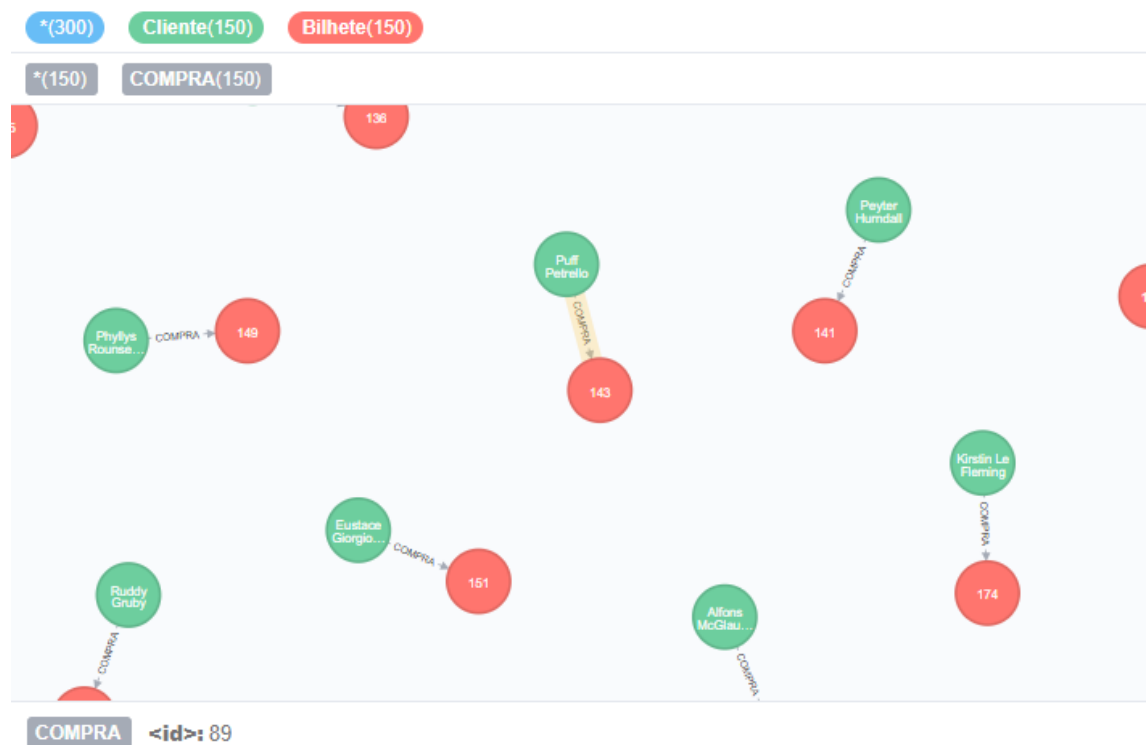 *(300) Cliente(150) Bilhete(150)
*(150) COMPRA(150)
136
Peyter
Hurndall
COMPRA
Puff
Petrello
COMPRA
143
141
Phyllys
Rounse...
COMPRA
149
Kirstin Le
Fleming
COMPRA
174
Eustace
Giorgio...
COMPRA
151
Ruddy
Gruby
COMPRA
Alfons
McGlau...
COMPRA
COMPRA <id>: 89